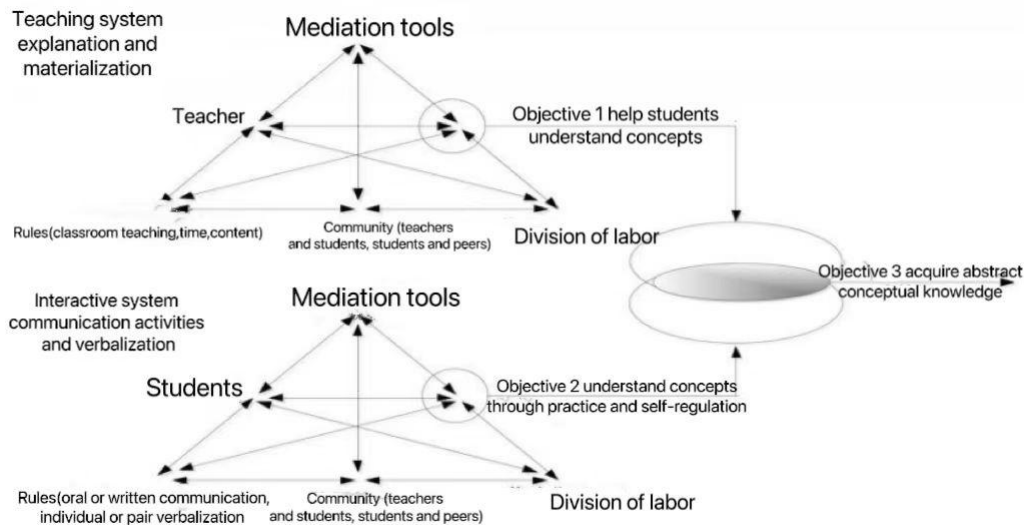 Teaching system
explanation and
materialization
Mediation tools
Teacher
Objective 1 help students
understand concepts
Rules(classroom teaching,time,content)
Community (teachers
and students, students and peers)
Division of labor
Objective 3 acquire abstract
conceptual knowledge
Interactive system
communication activities
and verbalization
Mediation tools
Students
Objective 2 understand concepts
through practice and self-regulation
Rules(oral or written communication,
individual or pair verbalization
Community (teachers
and students, students and peers)
Division of labor